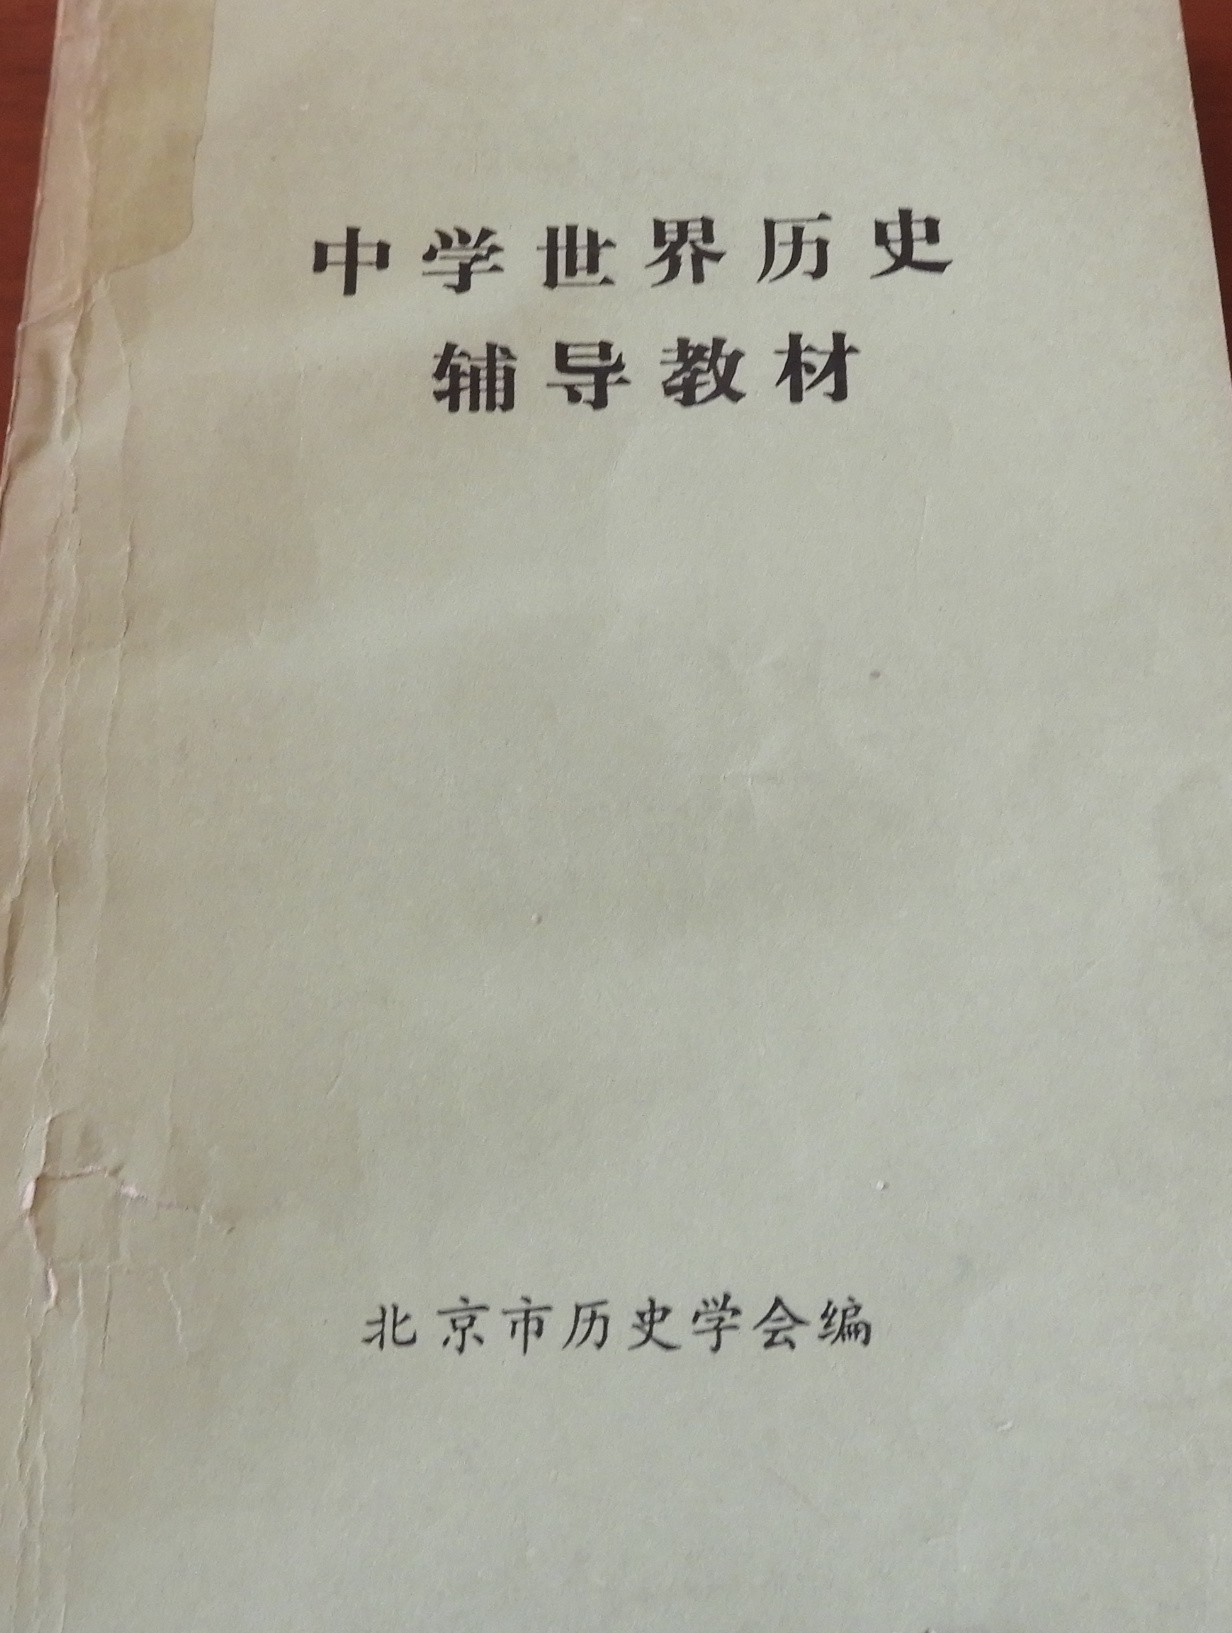 中学世界历史
辅导教材
北京市历史学会编